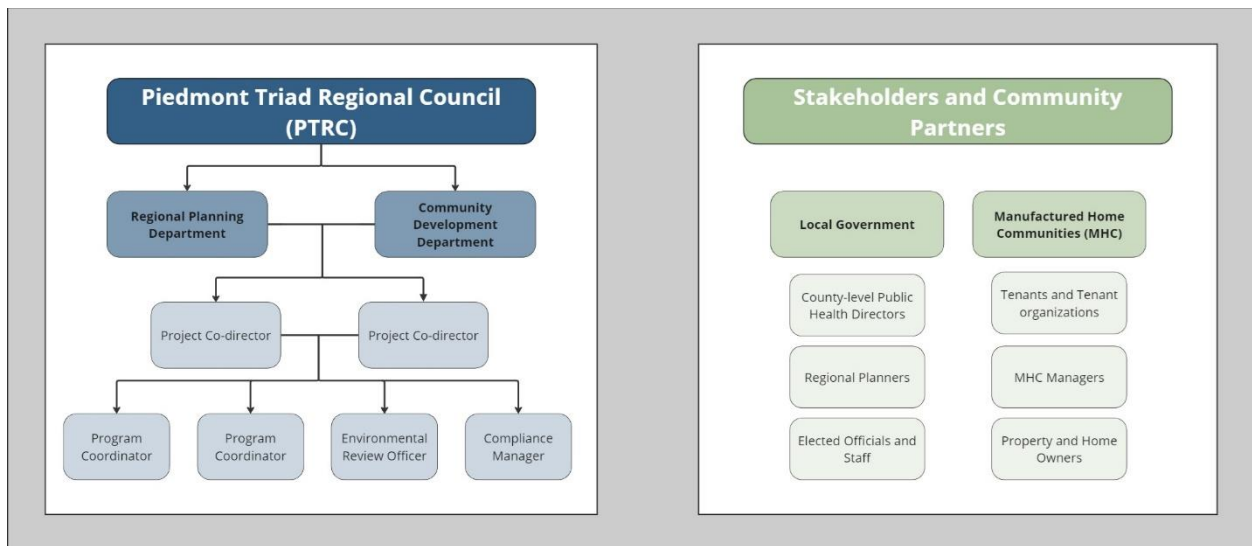 Piedmont Triad Regional Council
(PTRC)
Regional Planning
Department
Community
Development
Department
Project Co-director
Project Co-director
Program
Coordinator
Program
Coordinator
Environmental
Review Officer
Compliance
Manager
Stakeholders and Community
Partners
Local Government
Manufactured Home
Communities (MHC)
County-level Public
Health Directors
Tenants and Tenant
organizations
Regional Planners
MHC Managers
Elected Officials and
Staff
Property and Home
Owners